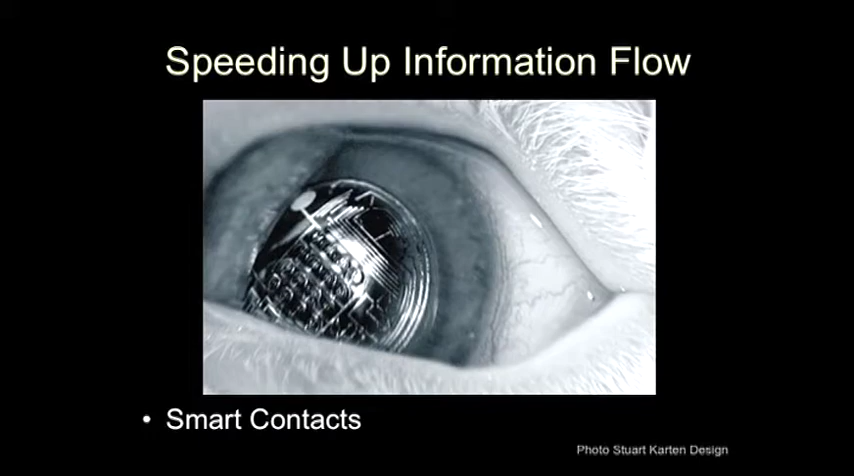 Speeding Up Information Flow
• Smart Contacts
Photo Stuart Karten Design